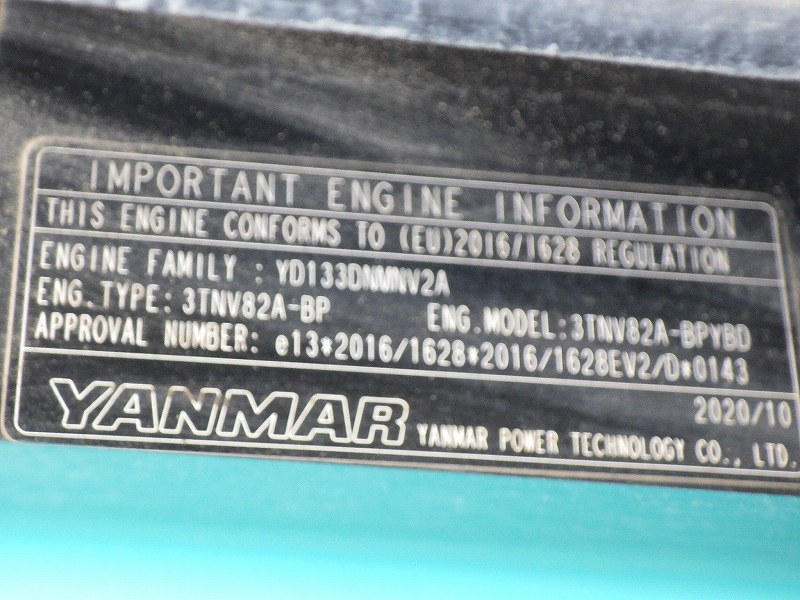 IMPORTANT ENGINE INFORMATION
THIS ENGINE CONFORMS TO (EU)2016/1628 REGULATION
ENGINE FAMILY : YD133DNWNV2A
ENG.TYPE: 3TNV82A-BP ENG.MODEL:3TNV82A-BPYBD
APPROVAL NUMBER: e13*2016/1628*2016/1628EV2/D*0143
2020/10
YANMAR YANMAR POWER TECHNOLOGY CO., LTD.